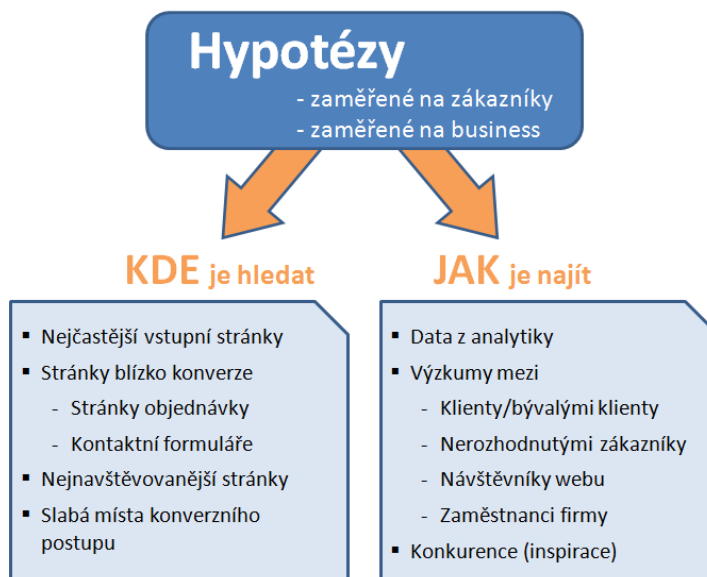 Hypotézy
- zaměřené na zákazníky
- zaměřené na business
KDE je hledat
▪ Nejčastější vstupní stránky
▪ Stránky blízko konverze
- Stránky objednávky
- Kontaktní formuláře
▪ Nejnavštěvovanější stránky
▪ Slabá místa konverzního
postupu
JAK je najít
▪ Data z analytiky
▪ Výzkumy mezi
- Klienty/bývalými klienty
- Nerozhodnutými zákazníky
- Návštěvníky webu
- Zaměstnanci firmy
▪ Konkurence (inspirace)